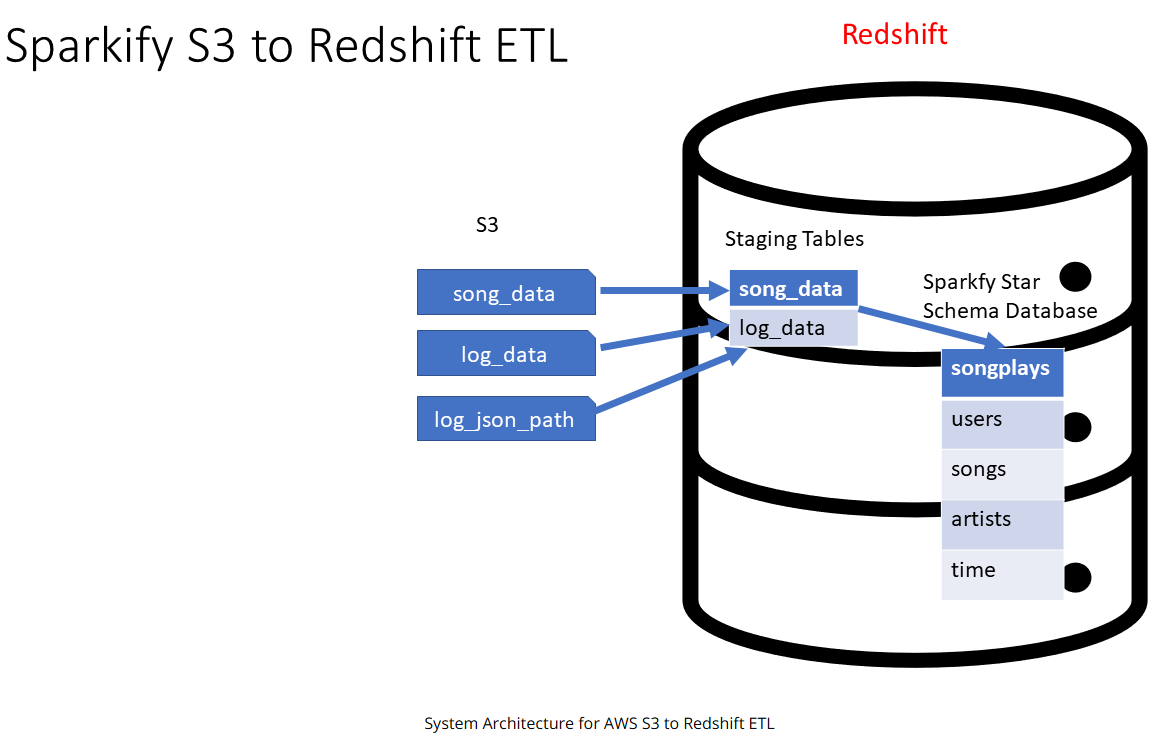 Sparkify S3 to Redshift ETL
Redshift
S3
song_data
log_data
log_json_path
Staging Tables
song_data
log_data
Sparkfy Star
Schema Database
songplays
users
songs
artists
time
System Architecture for AWS S3 to Redshift ETL